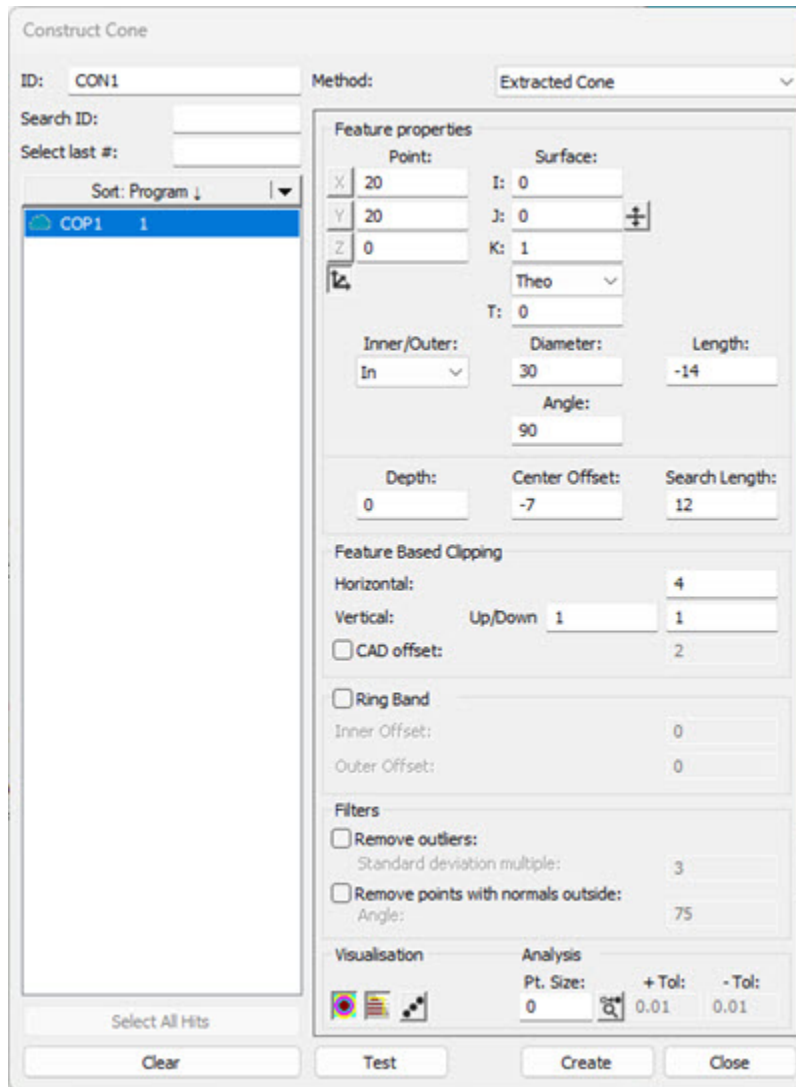 Construct Cone
ID: CON1 Method: Extracted Cone
Search ID:
Select last #:
Sort: Program ↓
COP1 1
Select All Hits
Clear
Feature properties
Point: Surface:
X 20 I: 0
Y 20 J: 0
Z 0 K: 1
Theo
T: 0
Inner/Outer: Diameter: Length:
In 30 -14
Angle:
90
Depth: Center Offset: Search Length:
0 -7 12
Feature Based Clipping
Horizontal: 4
Vertical: Up/Down 1 1
CAD offset: 2
Ring Band
Inner Offset: 0
Outer Offset: 0
Filters
Remove outliers:
Standard deviation multiple: 3
Remove points with normals outside:
Angle: 75
Visualisation Analysis
Pt. Size: + Tol: - Tol:
0 0.01 0.01
Test Create Close